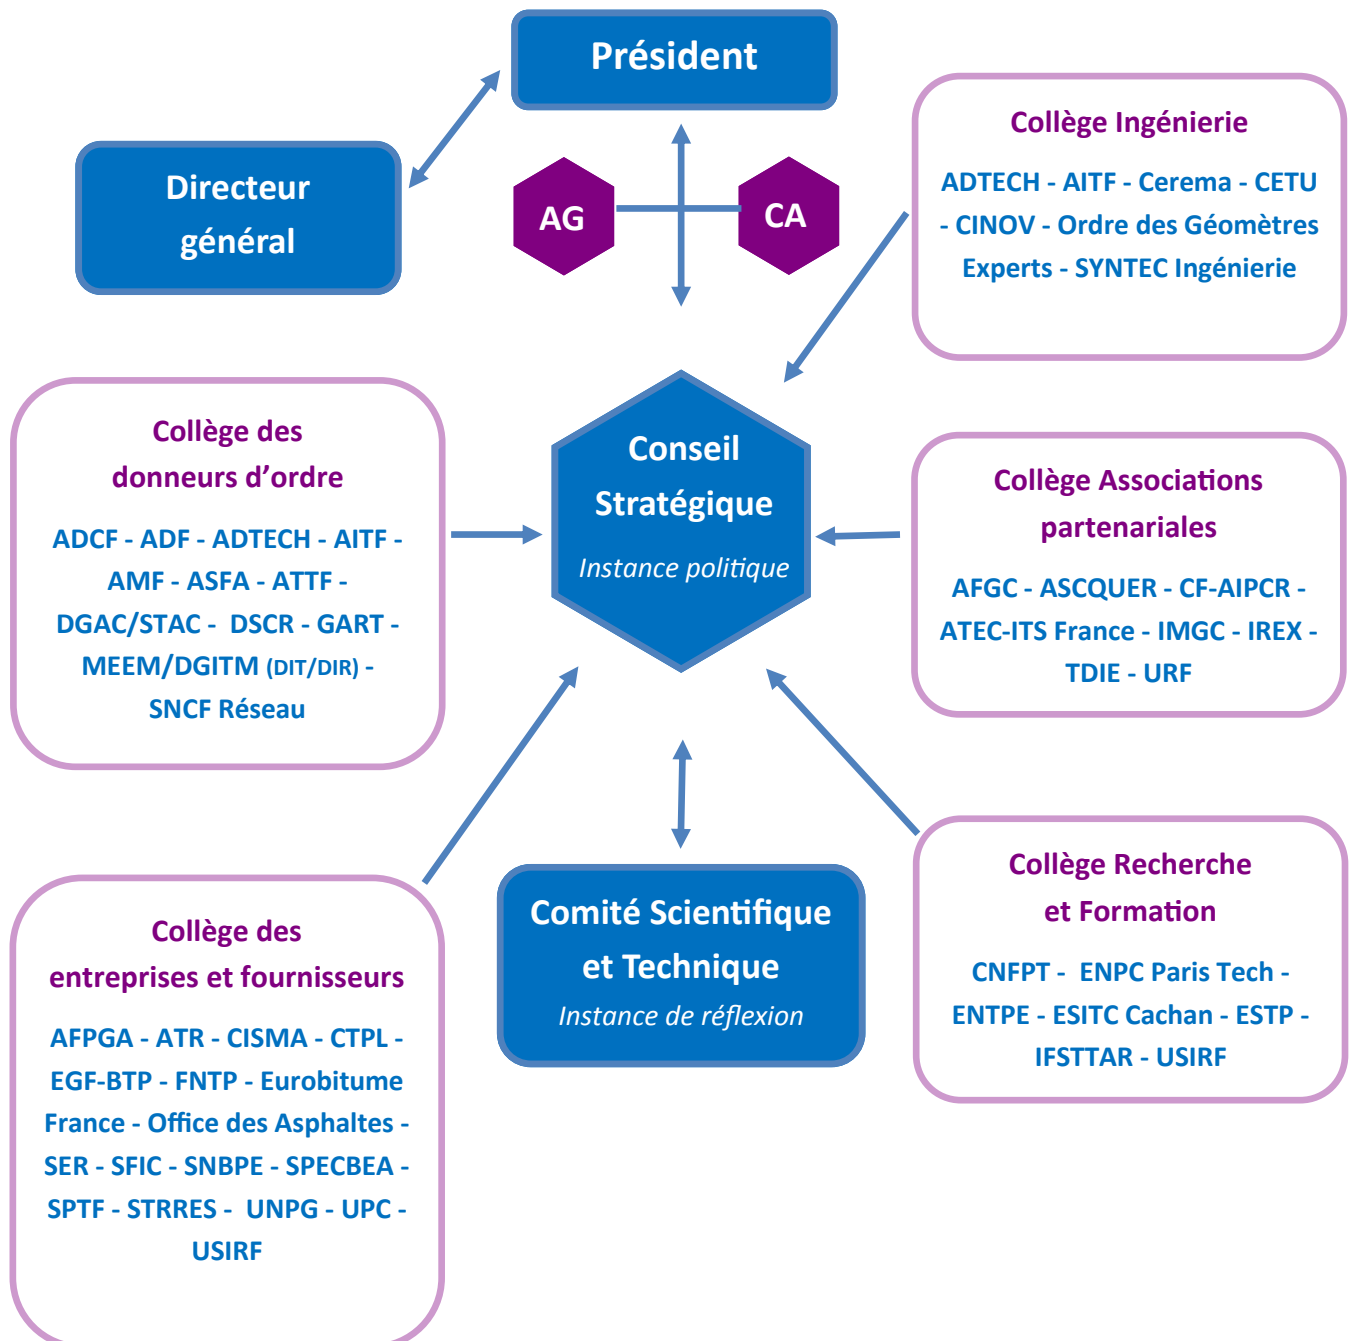 Président
Directeur
général
AG
CA
Collège Ingénierie
ADTECH - AITF - Cerema - CETU
- CINOV - Ordre des Géomètres
Experts - SYNTEC Ingénierie
Collège des
donneurs d’ordre
ADCF - ADF - ADTECH - AITF -
AMF - ASFA - ATTF -
DGAC/STAC - DSCR - GART -
MEEM/DGITM (DIT/DIR) -
SNCF Réseau
Conseil
Stratégique
Instance politique
Collège Associations
partenariales
AFGC - ASCQUER - CF-AIPCR -
ATEC-ITS France - IMGC - IREX -
TDIE - URF
Collège des
entreprises et fournisseurs
AFPGA - ATR - CISMA - CTPL -
EGF-BTP - FNTP - Eurobitume
France - Office des Asphaltes -
SER - SFIC - SNBPE - SPECBEA -
SPTF - STRRES - UNPG - UPC -
USIRF
Comité Scientifique
et Technique
Instance de réflexion
Collège Recherche
et Formation
CNFPT - ENPC Paris Tech -
ENTPE - ESITC Cachan - ESTP -
IFSTTAR - USIRF